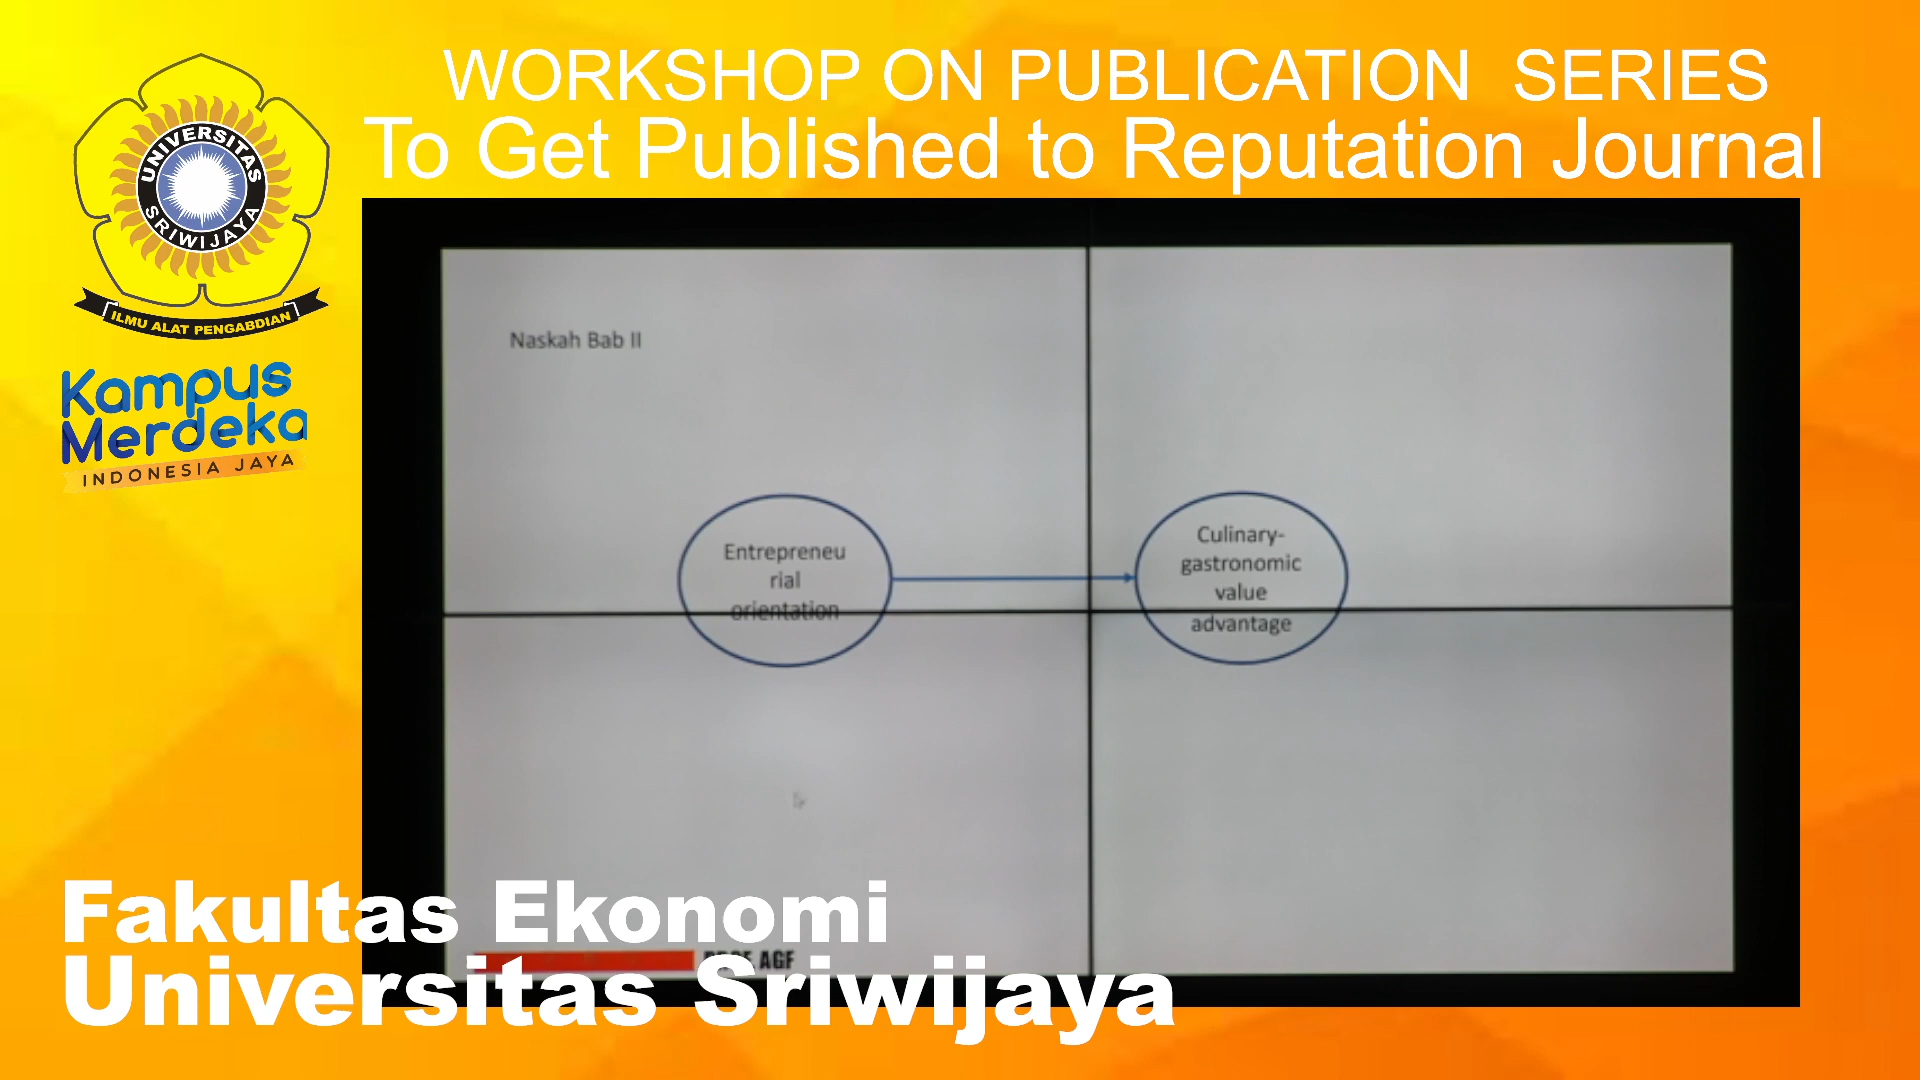 WORKSHOP ON PUBLICATION SERIES
To Get Published to Reputation Journal
UNIVERSITAS
SRIWIJAYA
ILMU ALAT PENGABDIAN
Kampus
Merdeka
INDONESIA JAYA
Naskah Bab II
Entrepreneu
rial
orientation
Culinary-
gastronomic
value
advantage
Fakultas Ekonomi
AGF
Universitas Sriwijaya